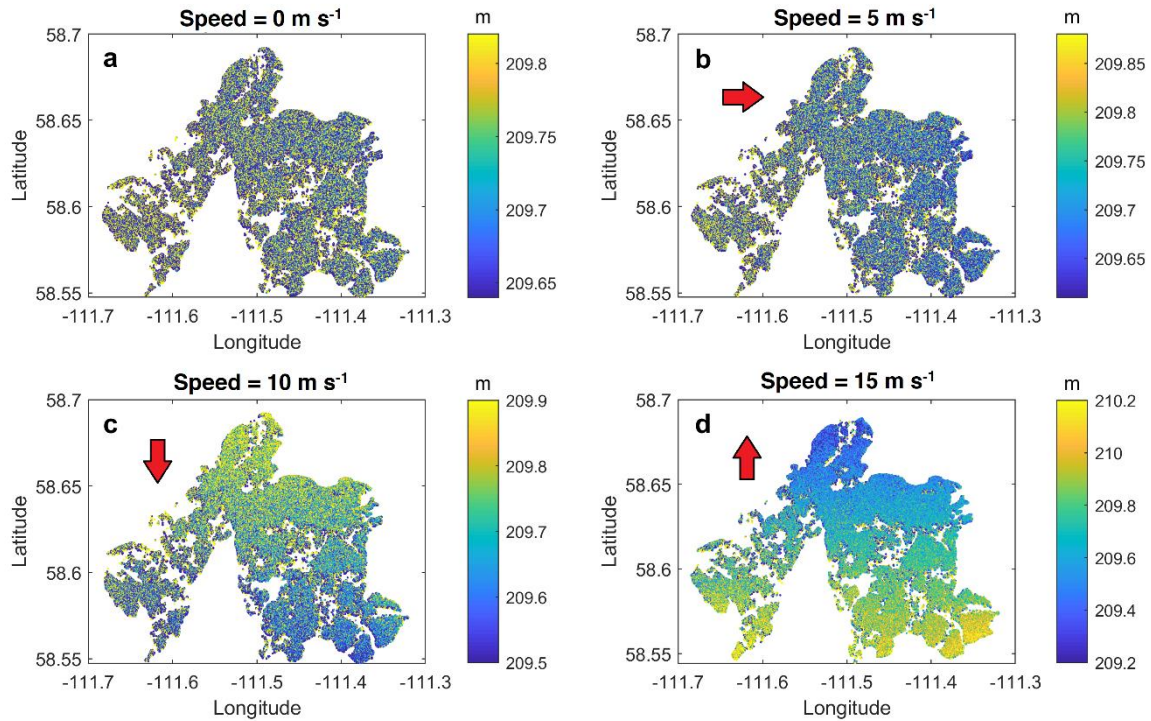 Speed = 0 m s⁻¹
m
a
58.7
58.65
58.6
58.55
Latitude
-111.7
-111.6
-111.5
-111.4
-111.3
Longitude
209.8
209.75
209.7
209.65
Speed = 5 m s⁻¹
m
b
58.7
58.65
58.6
58.55
Latitude
-111.7
-111.6
-111.5
-111.4
-111.3
Longitude
209.85
209.8
209.75
209.7
209.65
Speed = 10 m s⁻¹
m
c
58.7
58.65
58.6
58.55
Latitude
-111.7
-111.6
-111.5
-111.4
-111.3
Longitude
209.9
209.8
209.7
209.6
209.5
Speed = 15 m s⁻¹
m
d
58.7
58.65
58.6
58.55
Latitude
-111.7
-111.6
-111.5
-111.4
-111.3
Longitude
210.2
210
209.8
209.6
209.4
209.2